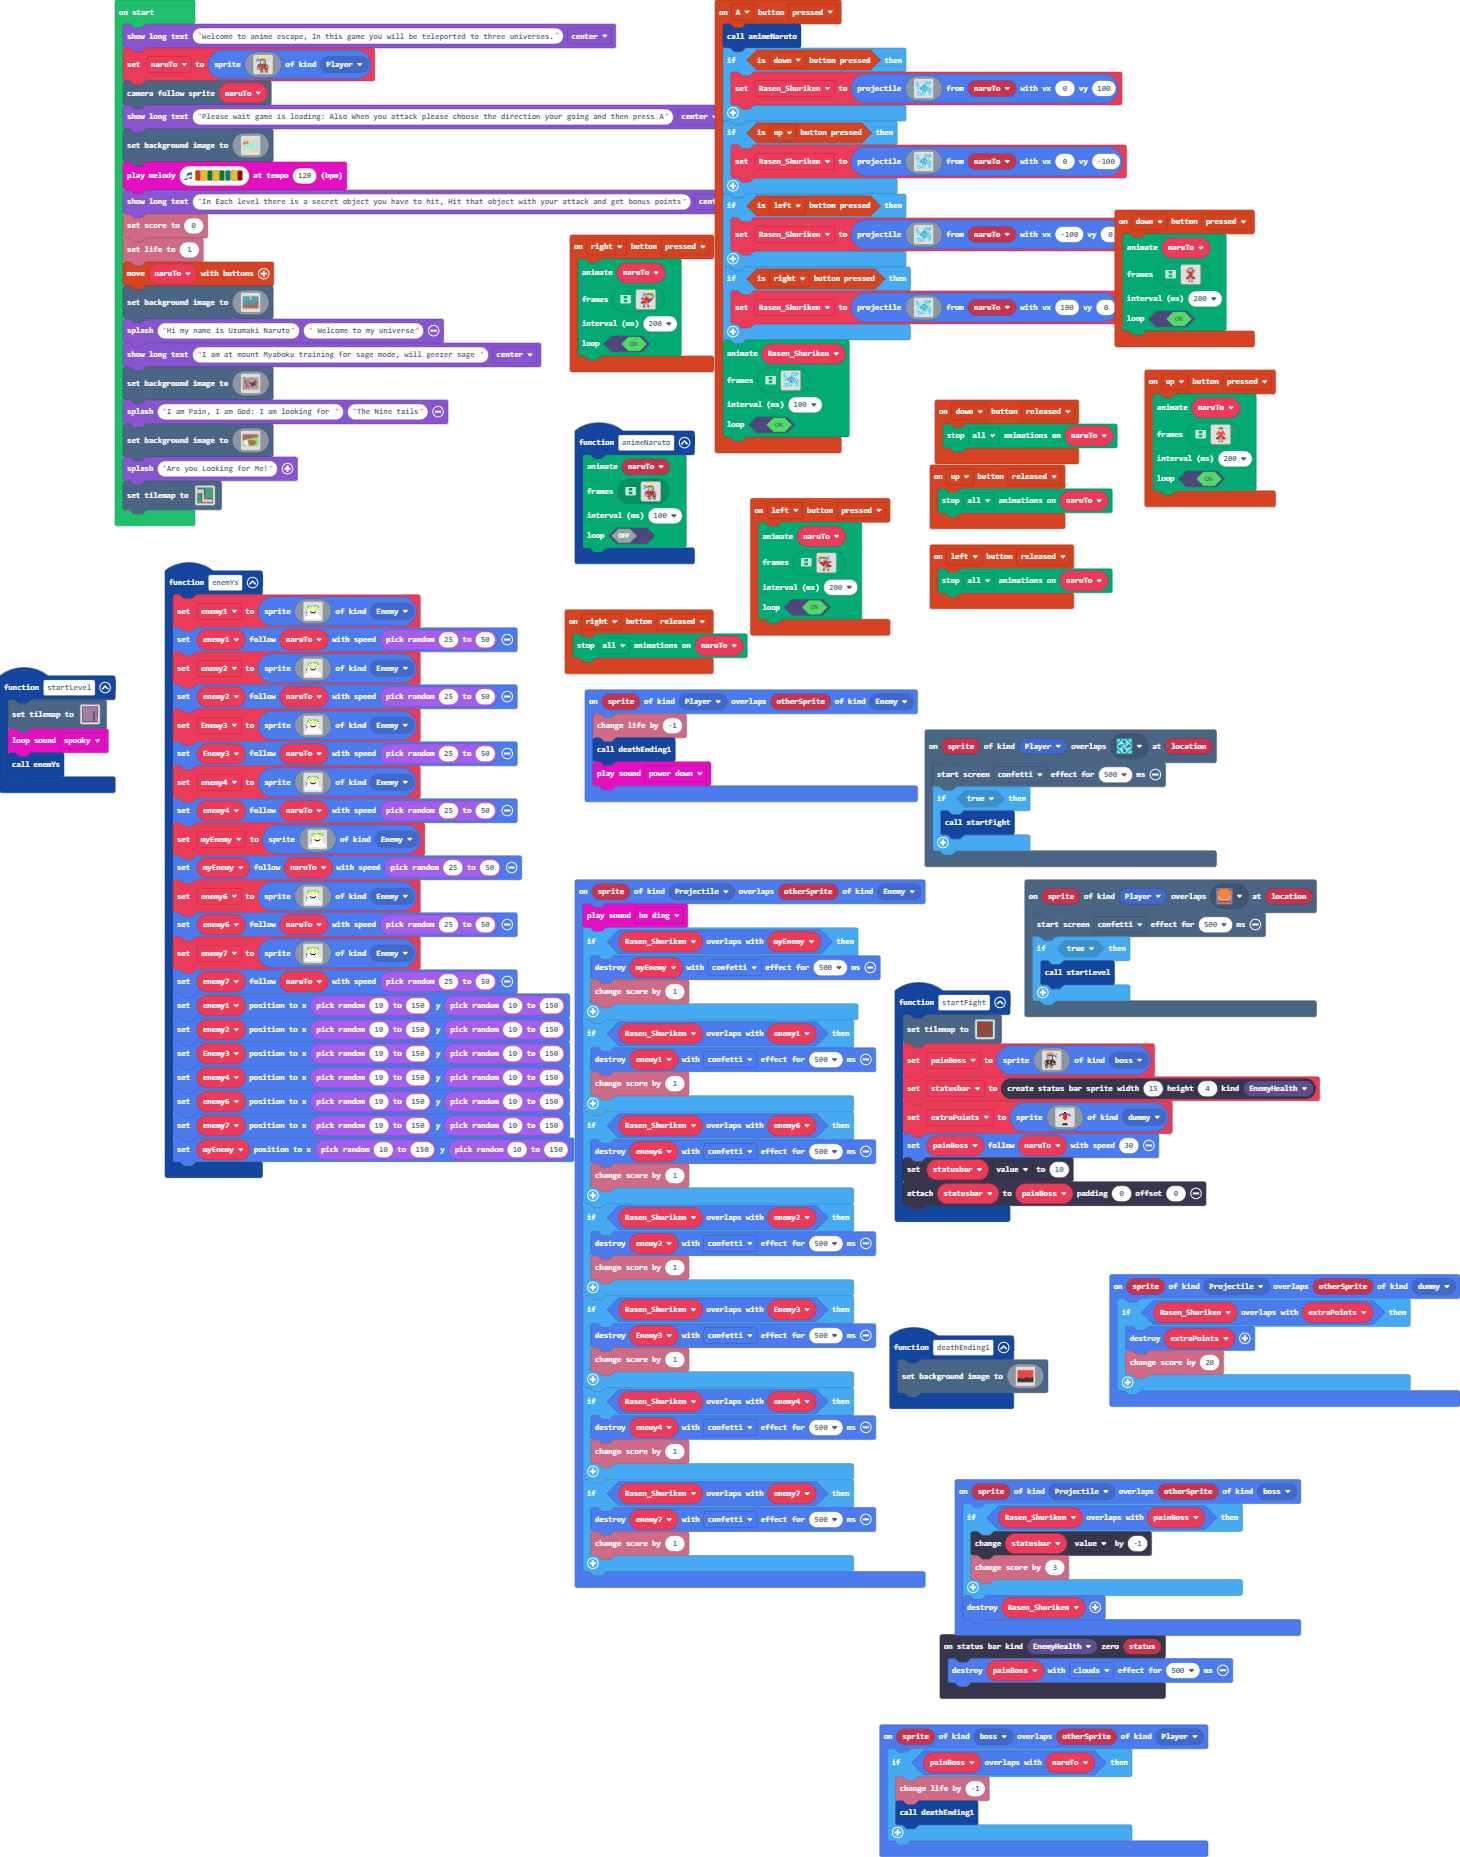 on start
show long text "Welcome to anime escape, In this game you will be teleported to three universes." center
set naruTo to sprite of kind Player
camera follow sprite naruTo
show long text "Please wait game is loading: Also When you attack please choose the direction your going and then press A" center
set background image to
play melody at tempo 120 (bpm)
show long text "In Each level there is a secret object you have to hit, Hit that object with your attack and get bonus points" cent
set score to 0
set life to 1
move naruTo with buttons
set background image to
splash "Hi my name is Uzumaki Naruto" " Welcome to my universe"
show long text "I am at mount Myaboku training for sage mode, will geezer sage " center
set background image to
splash "I am Pain, I am God: I am looking for " "The Nine tails"
set background image to
splash "Are you Looking for Me!"
set tilemap to
on A button pressed
call animeNaruto
if is down button pressed then
set Rasen_Shuriken to projectile from naruTo with vx 0 vy 100
if is up button pressed then
set Rasen_Shuriken to projectile from naruTo with vx 0 vy -100
if is left button pressed then
set Rasen_Shuriken to projectile from naruTo with vx -100 vy 0
if is right button pressed then
set Rasen_Shuriken to projectile from naruTo with vx 100 vy 0
animate Rasen_Shuriken
frames
interval (ms) 100
loop ON
on right button pressed
animate naruTo
frames
interval (ms) 200
loop ON
on down button pressed
animate naruTo
frames
interval (ms) 200
loop ON
on up button pressed
animate naruTo
frames
interval (ms) 200
loop ON
on down button released
stop all animations on naruTo
on up button released
stop all animations on naruTo
on left button released
stop all animations on naruTo
function animeNaruto
animate naruTo
frames
interval (ms) 100
loop OFF
on left button pressed
animate naruTo
frames
interval (ms) 200
loop ON
on right button released
stop all animations on naruTo
function enemYs
set enemy1 to sprite of kind Enemy
set enemy1 follow naruTo with speed pick random 25 to 50
set enemy2 to sprite of kind Enemy
set enemy2 follow naruTo with speed pick random 25 to 50
set Enemy3 to sprite of kind Enemy
set Enemy3 follow naruTo with speed pick random 25 to 50
set enemy4 to sprite of kind Enemy
set enemy4 follow naruTo with speed pick random 25 to 50
set myEnemy to sprite of kind Enemy
set myEnemy follow naruTo with speed pick random 25 to 50
set enemy6 to sprite of kind Enemy
set enemy6 follow naruTo with speed pick random 25 to 50
set enemy7 to sprite of kind Enemy
set enemy7 follow naruTo with speed pick random 25 to 50
set enemy1 position to x pick random 10 to 150 y pick random 10 to 150
set enemy2 position to x pick random 10 to 150 y pick random 10 to 150
set Enemy3 position to x pick random 10 to 150 y pick random 10 to 150
set enemy4 position to x pick random 10 to 150 y pick random 10 to 150
set enemy6 position to x pick random 10 to 150 y pick random 10 to 150
set enemy7 position to x pick random 10 to 150 y pick random 10 to 150
set myEnemy position to x pick random 10 to 150 y pick random 10 to 150
function startLevel
set tilemap to
loop sound spooky
call enemYs
on sprite of kind Player overlaps otherSprite of kind Enemy
change life by -1
call deathEnding1
play sound power down
on sprite of kind Player overlaps at location
start screen confetti effect for 500 ms
if true then
call startFight
on sprite of kind Player overlaps at location
start screen confetti effect for 500 ms
if true then
call startLevel
on sprite of kind Projectile overlaps otherSprite of kind Enemy
play sound ba ding
if Rasen_Shuriken overlaps with myEnemy then
destroy myEnemy with confetti effect for 500 ms
change score by 1
if Rasen_Shuriken overlaps with enemy1 then
destroy enemy1 with confetti effect for 500 ms
change score by 1
if Rasen_Shuriken overlaps with enemy6 then
destroy enemy6 with confetti effect for 500 ms
change score by 1
if Rasen_Shuriken overlaps with enemy2 then
destroy enemy2 with confetti effect for 500 ms
change score by 1
if Rasen_Shuriken overlaps with Enemy3 then
destroy Enemy3 with confetti effect for 500 ms
change score by 1
if Rasen_Shuriken overlaps with enemy4 then
destroy enemy4 with confetti effect for 500 ms
change score by 1
if Rasen_Shuriken overlaps with enemy7 then
destroy enemy7 with confetti effect for 500 ms
change score by 1
function startFight
set tilemap to
set painBoss to sprite of kind boss
set statusbar to create status bar sprite width 15 height 4 kind EnemyHealth
set extraPoints to sprite of kind dummy
set painBoss follow naruTo with speed 30
set statusbar value to 10
attach statusbar to painBoss padding 0 offset 0
on sprite of kind Projectile overlaps otherSprite of kind dummy
if Rasen_Shuriken overlaps with extraPoints then
destroy extraPoints
change score by 20
function deathEnding1
set background image to
on sprite of kind Projectile overlaps otherSprite of kind boss
if Rasen_Shuriken overlaps with painBoss then
change statusbar value by -1
change score by 3
destroy Rasen_Shuriken
on status bar kind EnemyHealth zero status
destroy painBoss with clouds effect for 500 ms
on sprite of kind boss overlaps otherSprite of kind Player
if painBoss overlaps with naruTo then
change life by -1
call deathEnding1